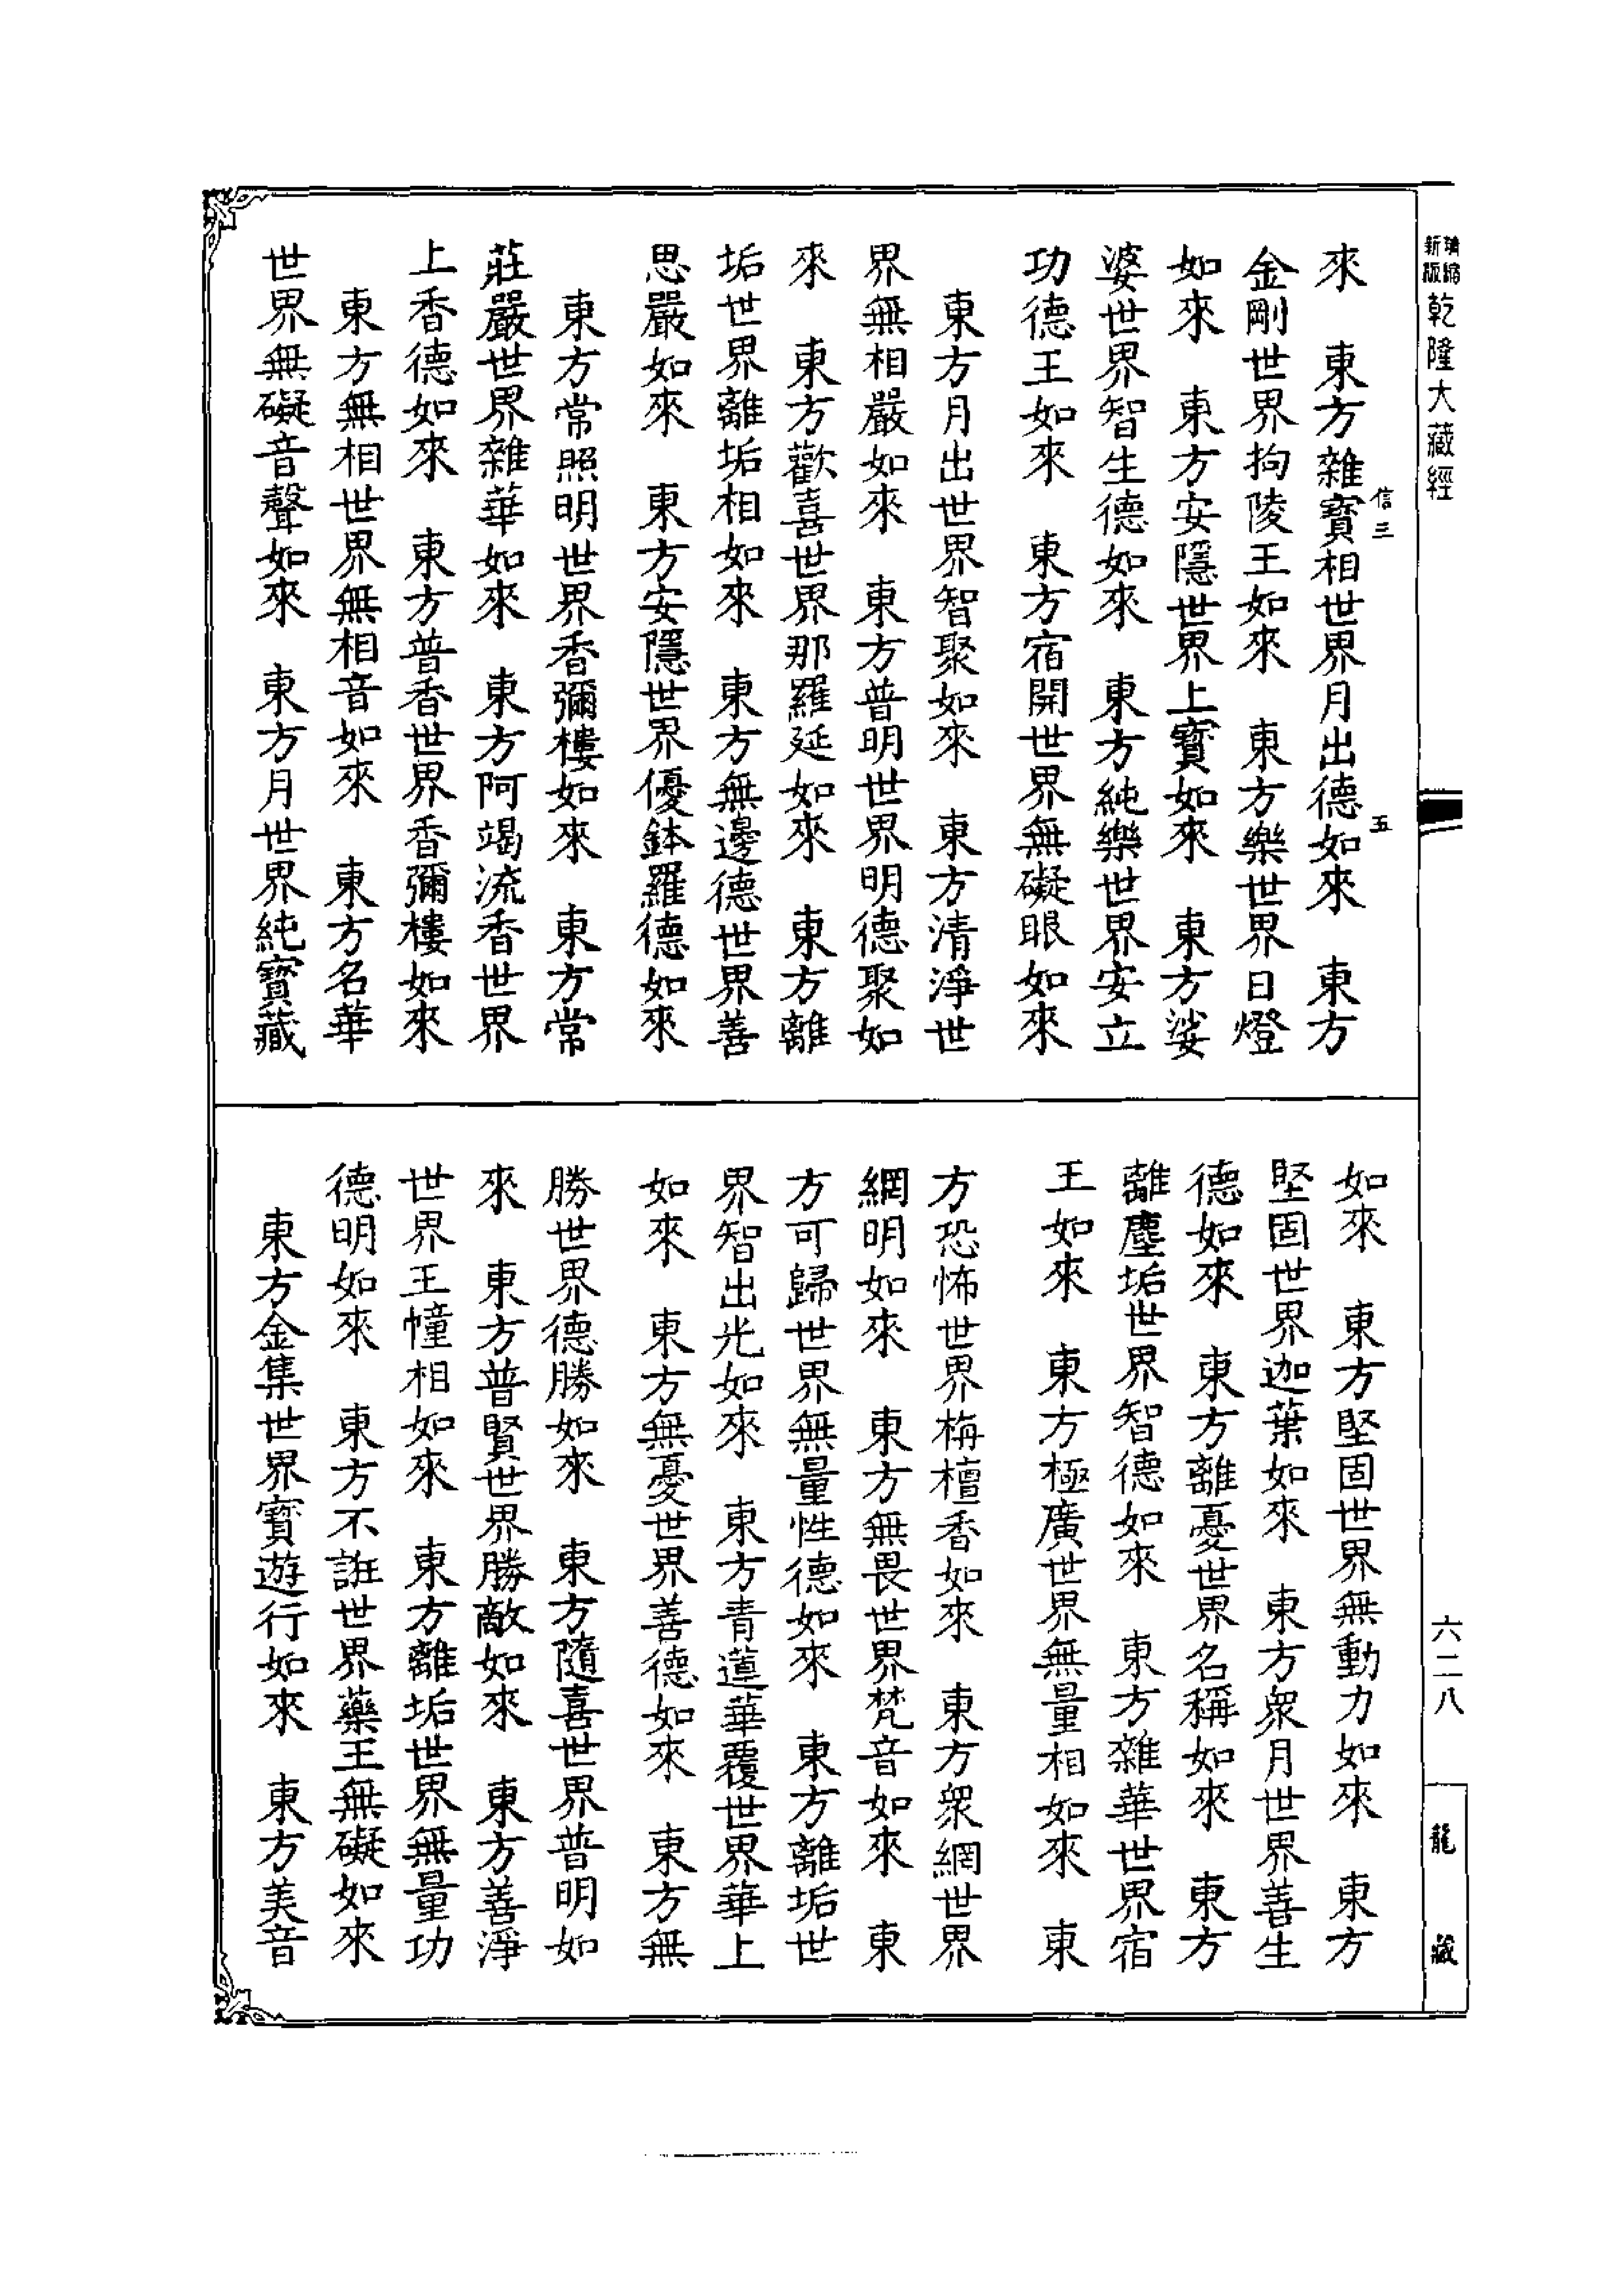 精縮
新版
乾隆大藏經
六二八
龍藏
信三 五
來　東方雜寶相世界月出德如來　東方
金剛世界拘陵王如來　東方樂世界日燈
如來　東方安隱世界上寶如來　東方娑
婆世界智生德如來　東方純樂世界安立
功德王如來　東方宿開世界無礙眼如來
　東方月出世界智聚如來　東方清淨世
界無相嚴如來　東方普明世界明德聚如
來　東方歡喜世界那羅延如來　東方離
垢世界離垢相如來　東方無邊德世界善
思嚴如來　東方安隱世界優鉢羅德如來
　東方常照明世界香彌樓如來　東方常
莊嚴世界雜華如來　東方阿竭流香世界
上香德如來　東方普香世界香彌樓如來
　東方無相世界無相音如來　東方名華
世界無礙音聲如來　東方月世界純寶藏
如來　東方堅固世界無動力如來　東方
堅固世界迦葉如來　東方眾月世界善生
德如來　東方離憂世界名稱如來　東方
離塵垢世界智德如來　東方雜華世界宿
王如來　東方極廣世界無量相如來　東
方恐怖世界栴檀香如來　東方眾網世界
網明如來　東方無畏世界梵音如來　東
方可歸世界無量性德如來　東方離垢世
界智出光如來　東方青蓮華覆世界華上
如來　東方無憂世界善德如來　東方無
勝世界德勝如來　東方隨喜世界普明如
來　東方普賢世界勝敵如來　東方善淨
世界王幢相如來　東方離垢世界無量功
德明如來　東方不誑世界藥王無礙如來
　東方金集世界寶遊行如來　東方美音